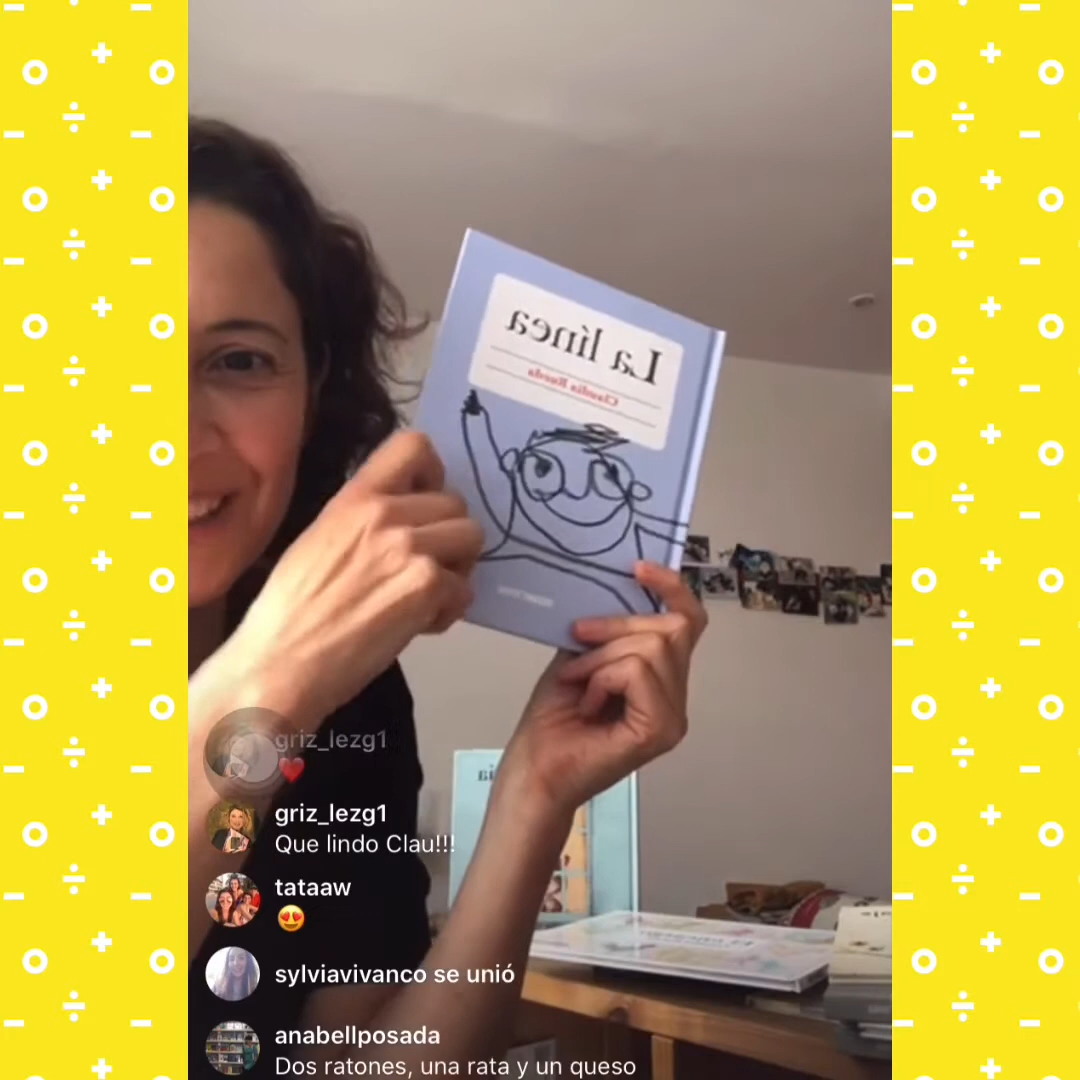 La línea
Claudia Rueda
griz_lezg1
❤️
griz_lezg1
Que lindo Clau!!!
tataaw
😍
sylviavivanco se unió
anabellposada
Dos ratones, una rata y un queso